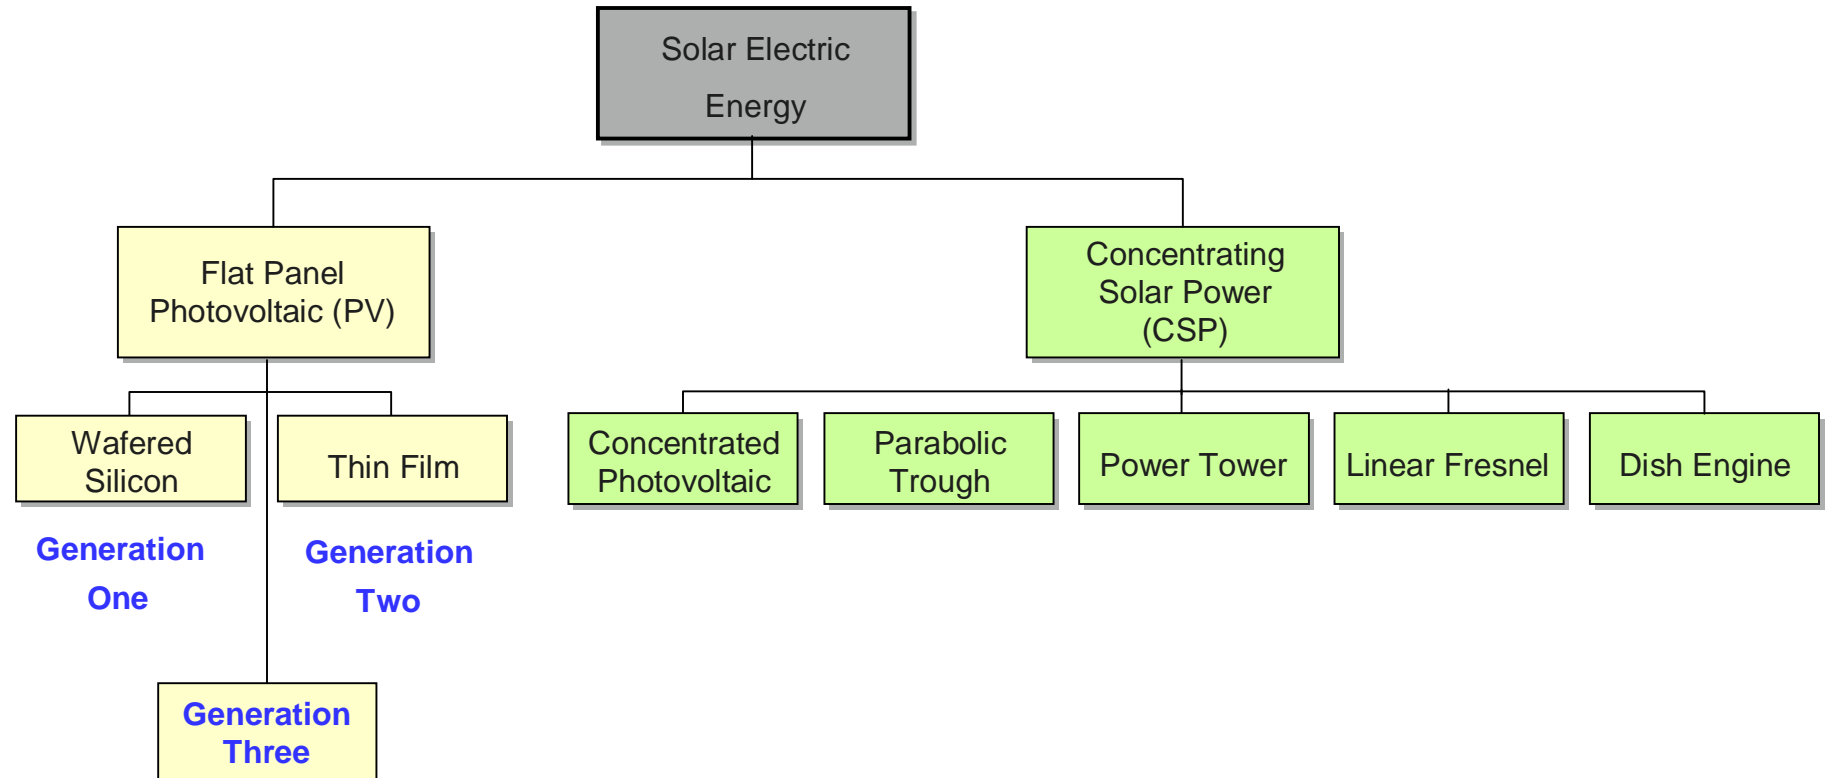 Solar Electric
Energy
Flat Panel
Photovoltaic (PV)
Concentrating
Solar Power
(CSP)
Wafered
Silicon
Thin Film
Concentrated
Photovoltaic
Parabolic
Trough
Power Tower
Linear Fresnel
Dish Engine
Generation
One
Generation
Two
Generation
Three